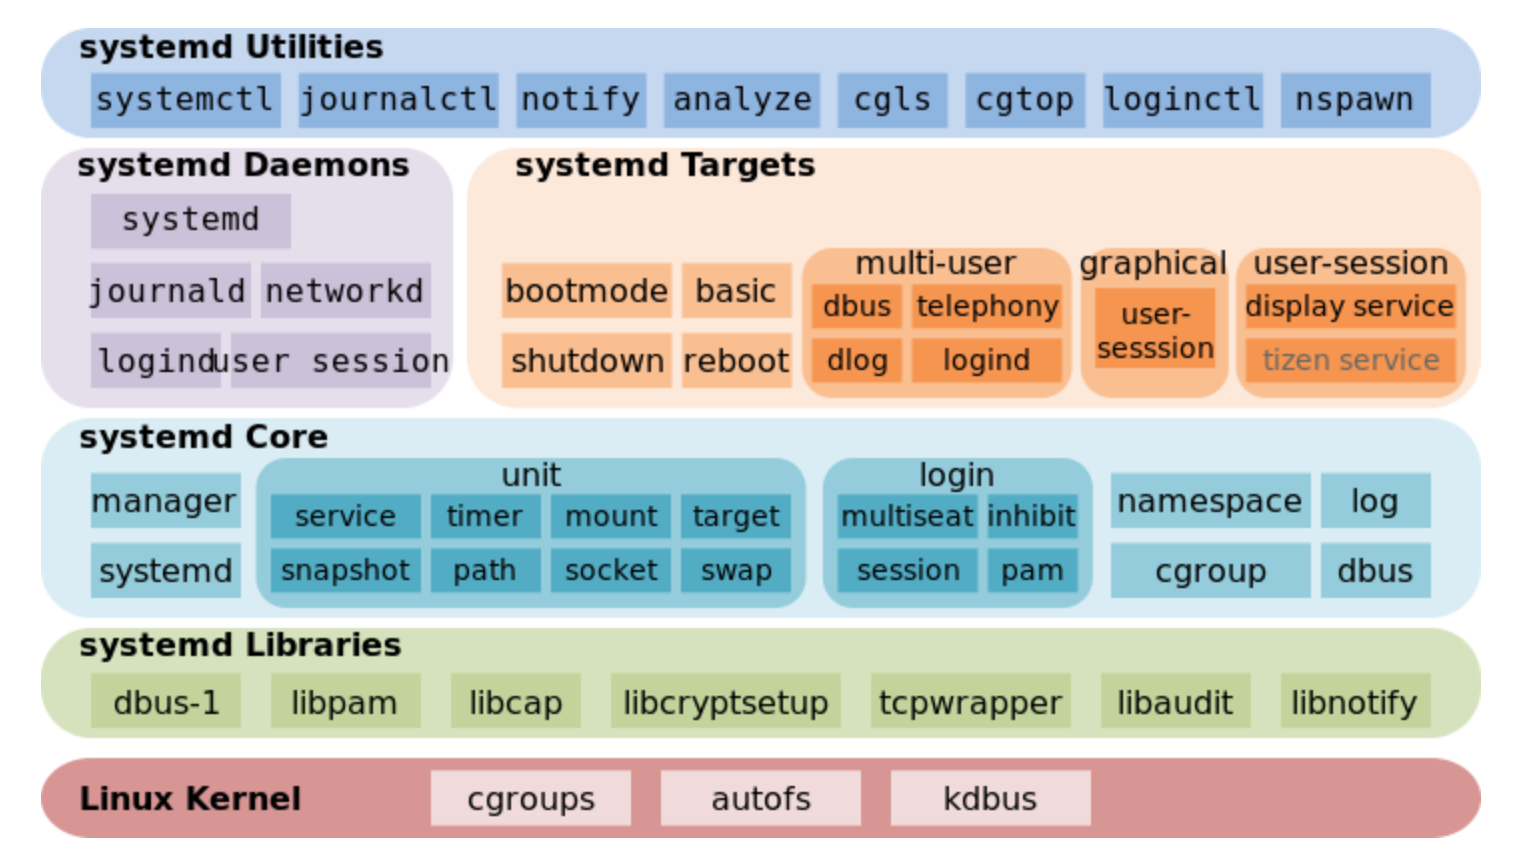 systemd Utilities
systemctl journalctl notify analyze cgls cgtop loginctl nspawn
systemd Daemons
systemd
journald networkd
logind user session
systemd Targets
bootmode basic
shutdown reboot
multi-user
dbus telephony
dlog logind
graphical
user-
sesssion
user-session
display service
tizen service
systemd Core
manager
systemd
unit
service timer mount target
snapshot path socket swap
login
multiseat inhibit
session pam
namespace log
cgroup dbus
systemd Libraries
dbus-1 libpam libcap libcryptsetup tcpwrapper libaudit libnotify
Linux Kernel cgroups autofs kdbus